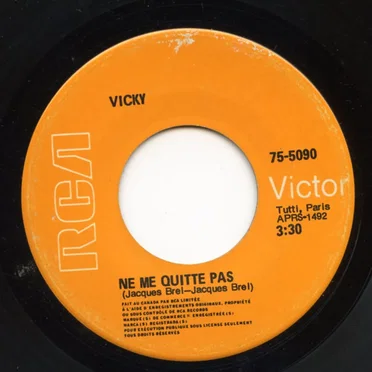 VICKY
75-5090
RCA Victor
Tutti, Paris
APRS-1492
3:30
NE ME QUITTE PAS
(Jacques Brel—Jacques Brel)
FAIT AU CANADA PAR RCA LIMITÉE
À L'AIDE D'ENREGISTREMENTS ORIGINAUX, PROPRIÉTÉ
OU SOUS CONTRÔLE DE RCA RECORDS
MARQUE(S) DE COMMERCE ENREGISTRÉE(S)
MARCA(S) REGISTRADA(S)
POUR EXÉCUTION PUBLIQUE SOUS LICENCE SEULEMENT
TOUS DROITS RÉSERVÉS